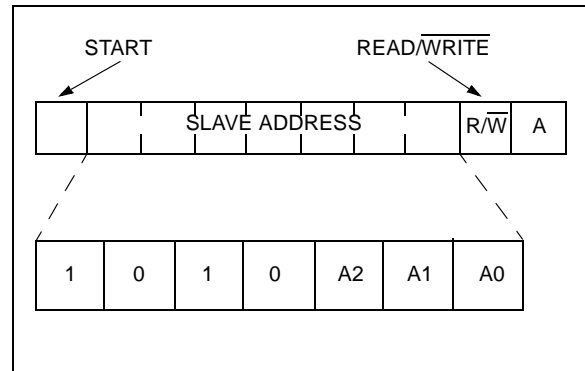 START READ/WRITE
SLAVE ADDRESS R/W A
1 0 1 0 A2 A1 A0